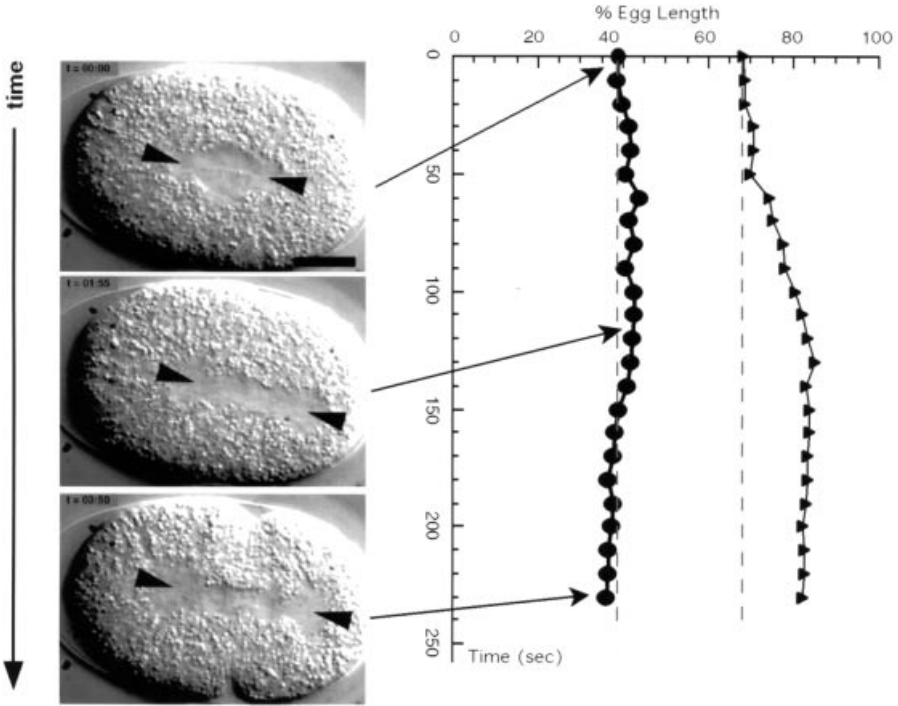 % Egg Length
0 20 40 60 80 100
time
t = 00:00
t = 01:55
t = 03:50
0
50
100
150
200
250
Time (sec)